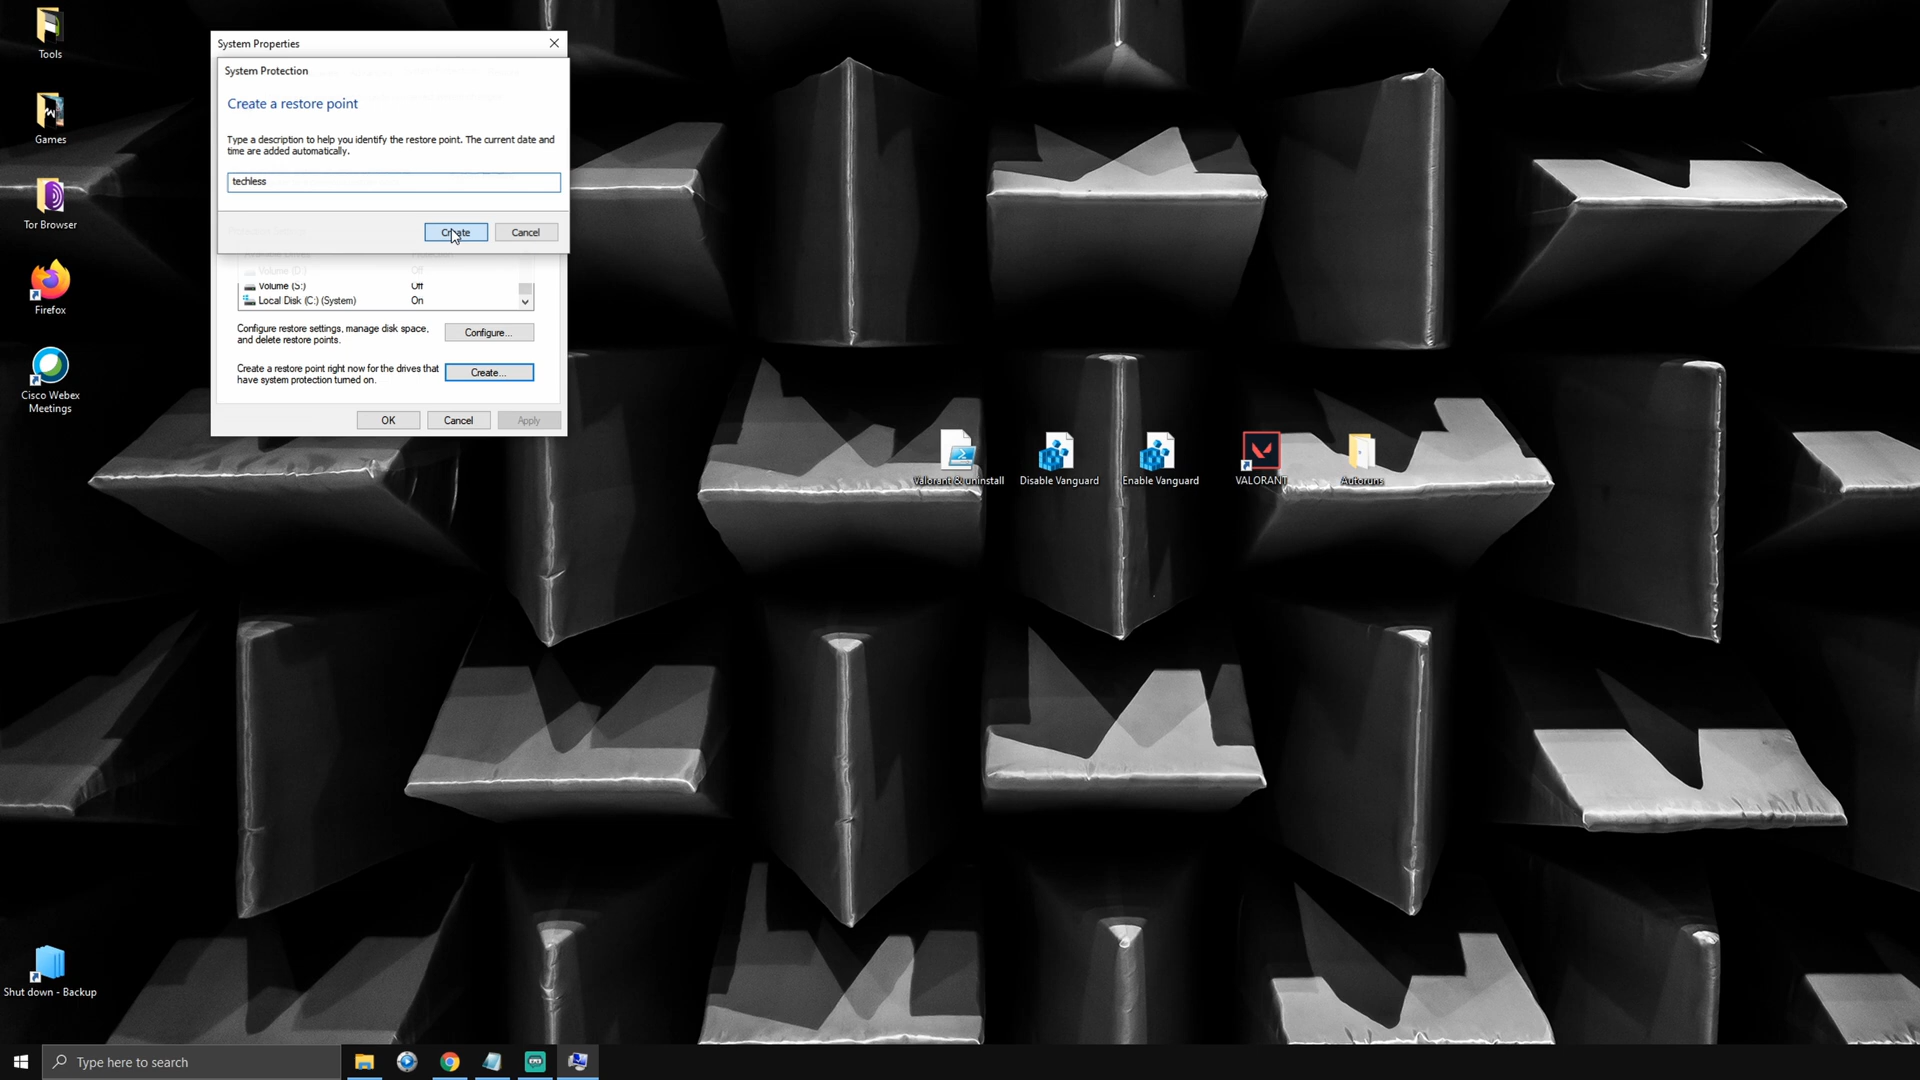 Tools
Games
Tor Browser
Firefox
Cisco Webex
Meetings
Shut down - Backup
System Properties
System Protection
Create a restore point
Type a description to help you identify the restore point. The current date and
time are added automatically.
techless
Create
Cancel
Volume (D:)
Off
Volume (S:)
Off
Local Disk (C:) (System)
On
Configure restore settings, manage disk space,
and delete restore points.
Configure...
Create a restore point right now for the drives that
have system protection turned on.
Create...
OK
Cancel
Apply
Valorant & uninstall
Disable Vanguard
Enable Vanguard
VALORANT
Autoruns
Type here to search